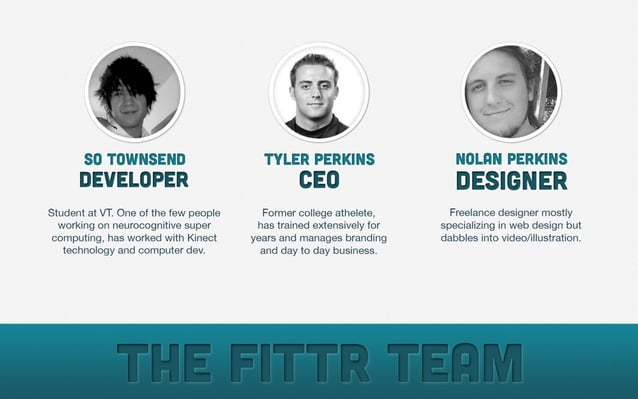 SO TOWNSEND
DEVELOPER
Student at VT. One of the few people
working on neurocognitive super
computing, has worked with Kinect
technology and computer dev.
TYLER PERKINS
CEO
Former college athelete,
has trained extensively for
years and manages branding
and day to day business.
NOLAN PERKINS
DESIGNER
Freelance designer mostly
specializing in web design but
dabbles into video/illustration.
THE FITTR TEAM